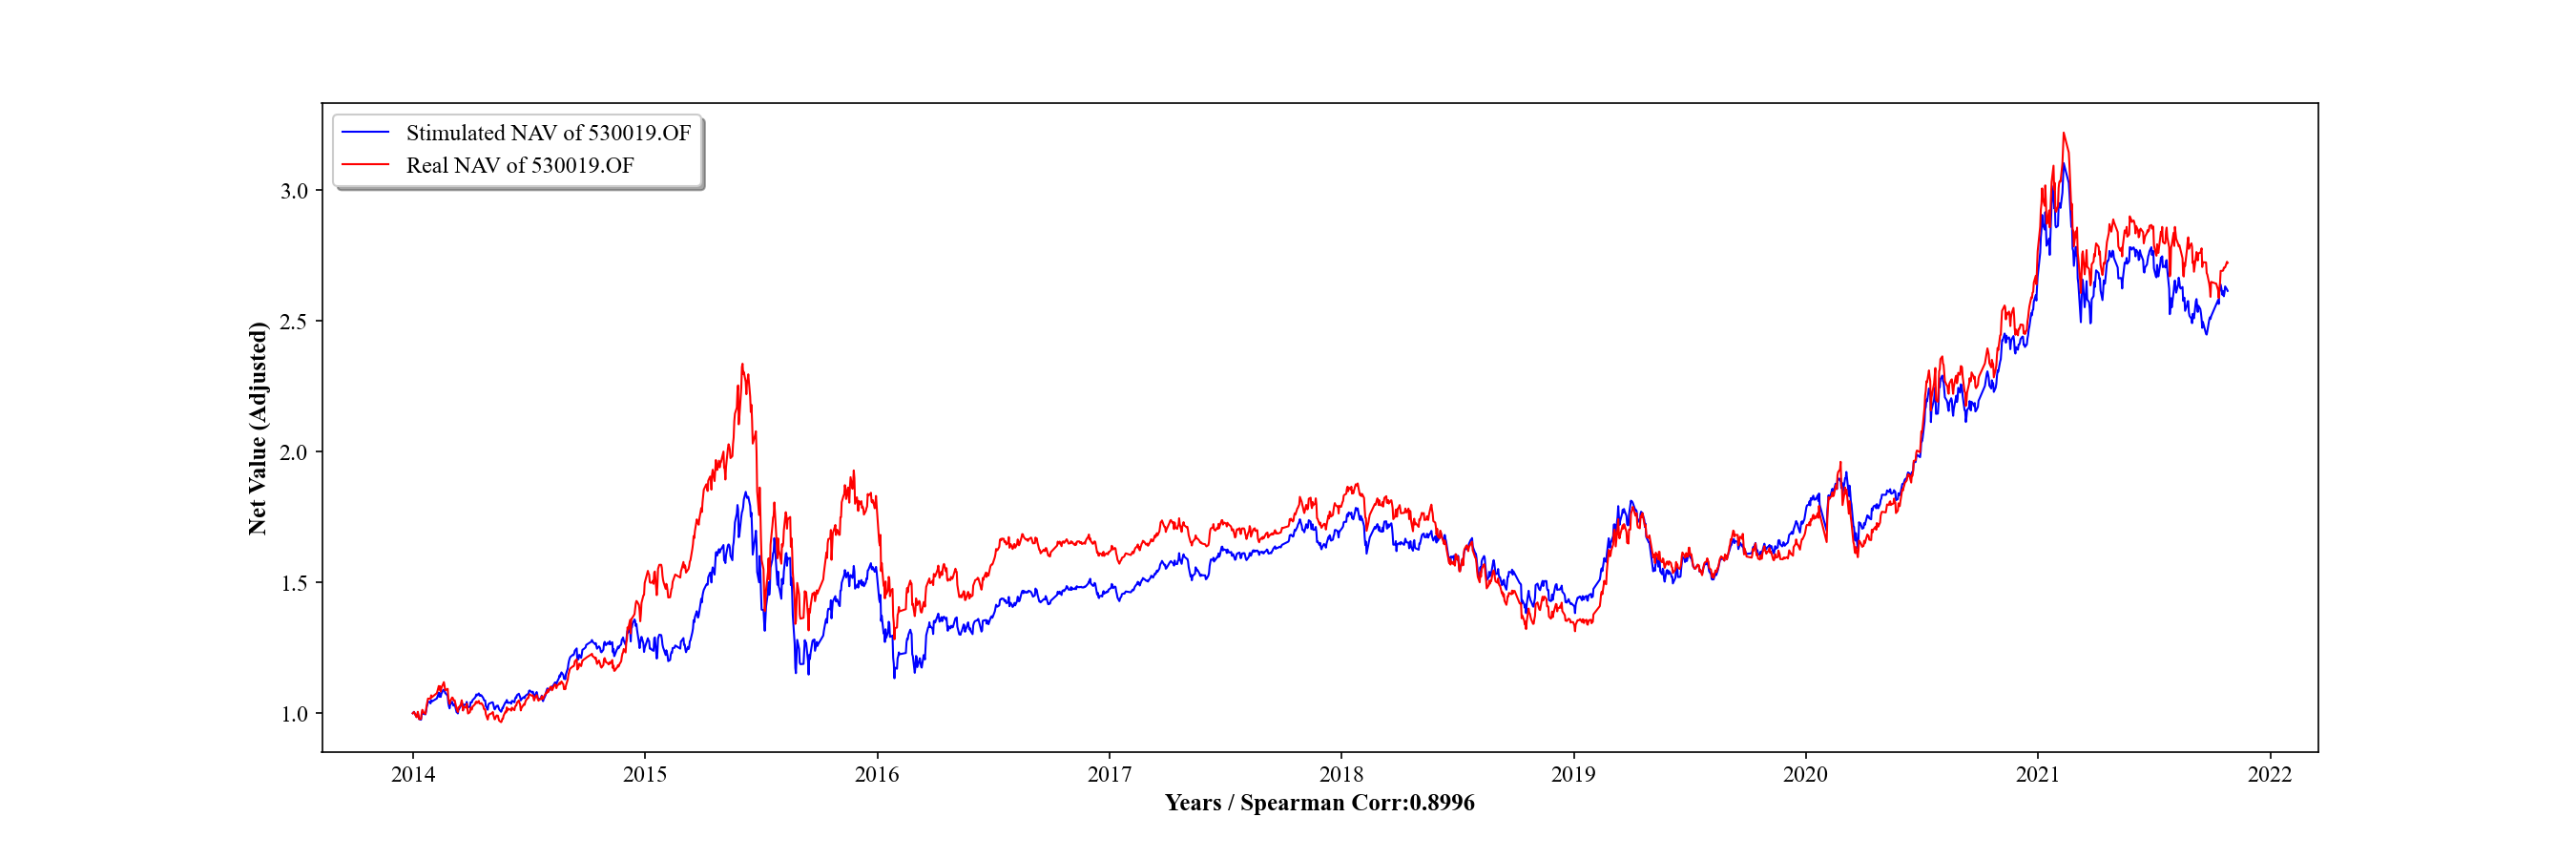 Stimulated NAV of 530019.OF
Real NAV of 530019.OF
Net Value (Adjusted)
3.0
2.5
2.0
1.5
1.0
2014 2015 2016 2017 2018 2019 2020 2021 2022
Years / Spearman Corr:0.8996